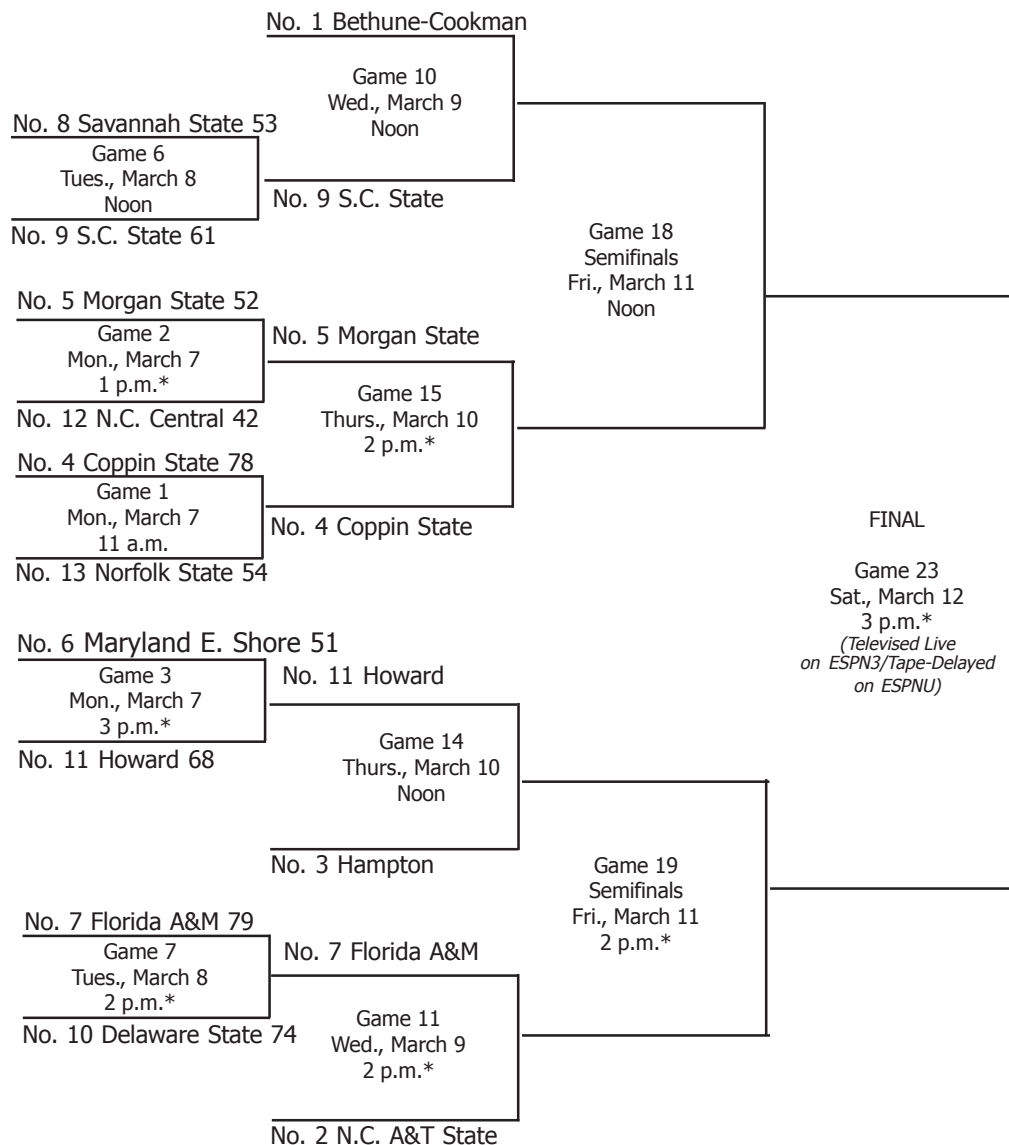 No. 1 Bethune-Cookman
Game 10
Wed., March 9
Noon
No. 8 Savannah State 53
Game 6
Tues., March 8
Noon
No. 9 S.C. State 61
No. 9 S.C. State
Game 18
Semifinals
Fri., March 11
Noon
No. 5 Morgan State 52
Game 2
Mon., March 7
1 p.m.*
No. 12 N.C. Central 42
No. 5 Morgan State
Game 15
Thurs., March 10
2 p.m.*
No. 4 Coppin State 78
Game 1
Mon., March 7
11 a.m.
No. 13 Norfolk State 54
No. 4 Coppin State
FINAL
Game 23
Sat., March 12
3 p.m.*
(Televised Live
on ESPN3/Tape-Delayed
on ESPNU)
No. 6 Maryland E. Shore 51
Game 3
Mon., March 7
3 p.m.*
No. 11 Howard 68
No. 11 Howard
Game 14
Thurs., March 10
Noon
No. 3 Hampton
Game 19
Semifinals
Fri., March 11
2 p.m.*
No. 7 Florida A&M 79
Game 7
Tues., March 8
2 p.m.*
No. 10 Delaware State 74
No. 7 Florida A&M
Game 11
Wed., March 9
2 p.m.*
No. 2 N.C. A&T State